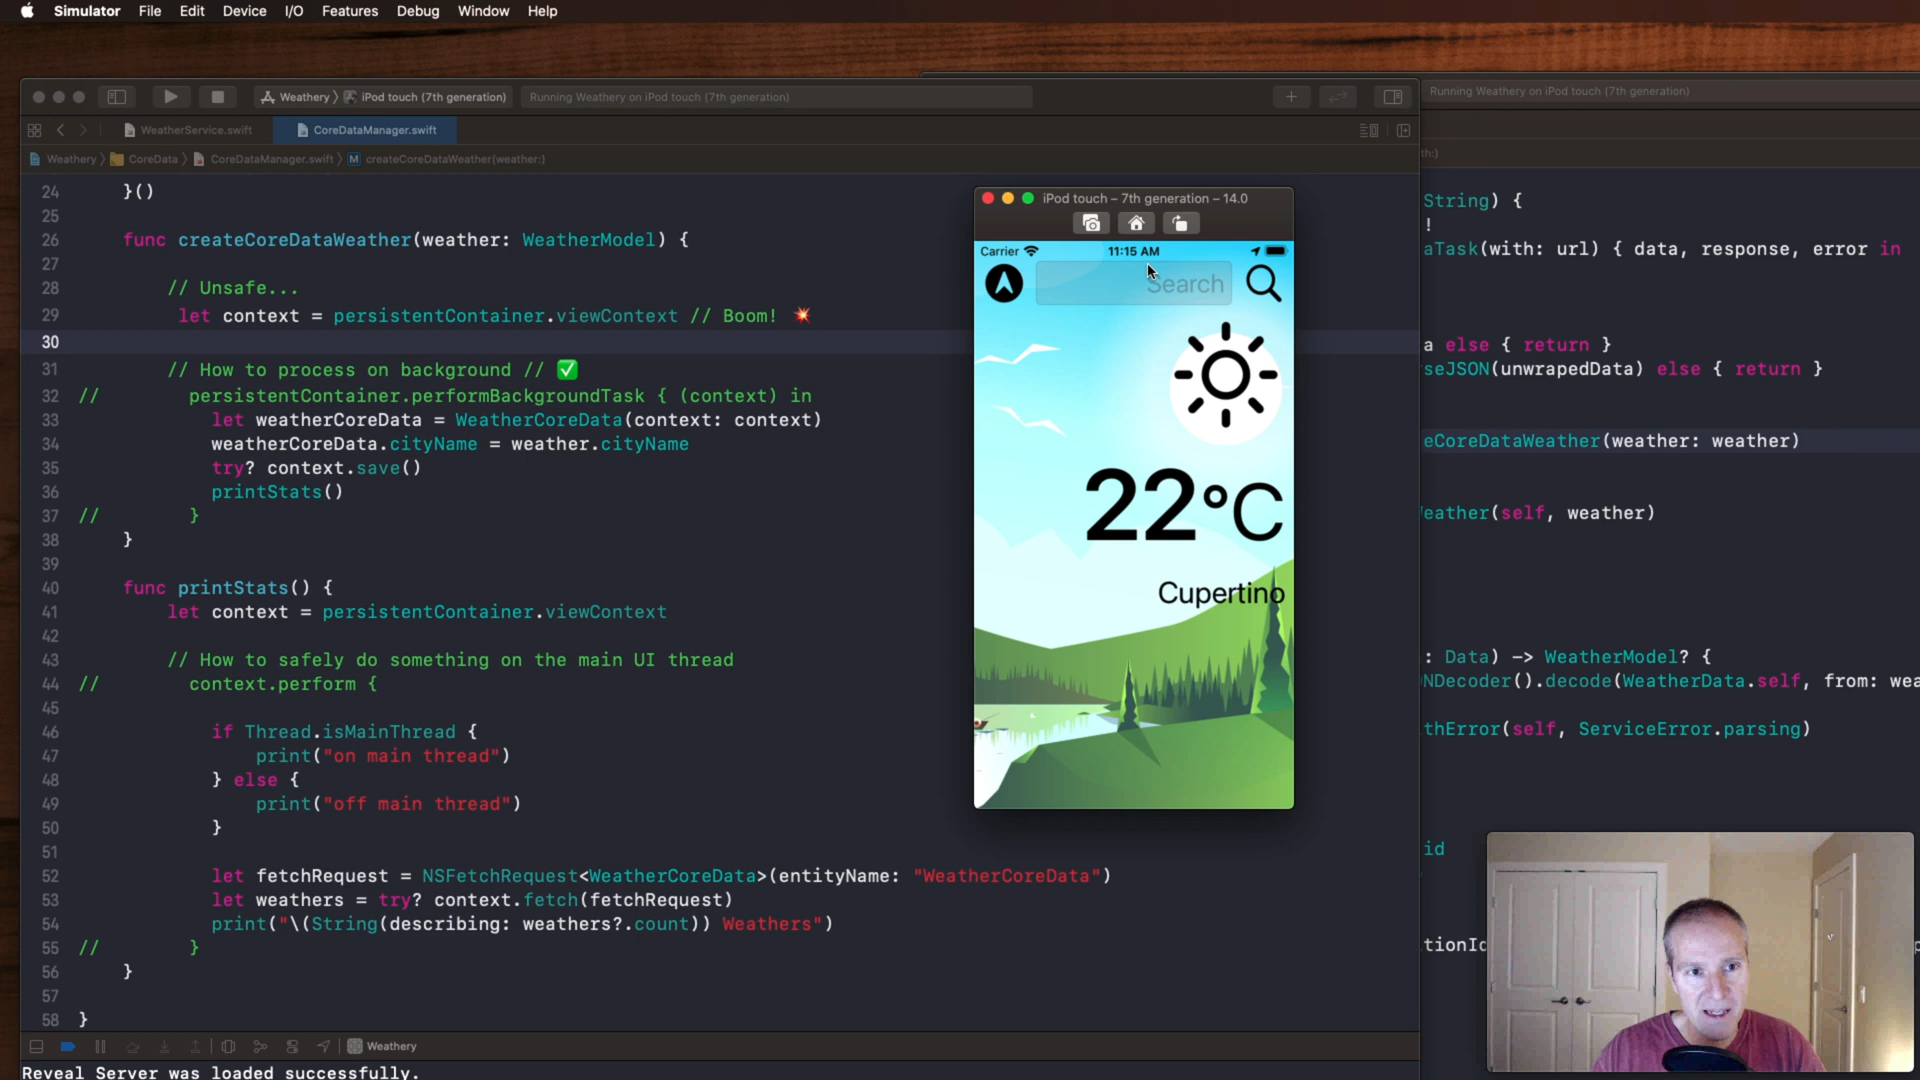 Simulator File Edit Device I/O Features Debug Window Help
Weathery 〉 iPod touch (7th generation)
Running Weathery on iPod touch (7th generation)
Running Weathery on iPod touch (7th generation)
WeatherService.swift
CoreDataManager.swift
Weathery 〉 CoreData 〉 CoreDataManager.swift 〉 M createCoreDataWeather(weather:)
th:)
24 }()
25
26 func createCoreDataWeather(weather: WeatherModel) {
27
28 // Unsafe...
29 let context = persistentContainer.viewContext // Boom! 💥
30
31 // How to process on background // ✅
32 // persistentContainer.performBackgroundTask { (context) in
33 let weatherCoreData = WeatherCoreData(context: context)
34 weatherCoreData.cityName = weather.cityName
35 try? context.save()
36 printStats()
37 // }
38 }
39
40 func printStats() {
41 let context = persistentContainer.viewContext
42
43 // How to safely do something on the main UI thread
44 // context.perform {
45
46 if Thread.isMainThread {
47 print("on main thread")
48 } else {
49 print("off main thread")
50 }
51
52 let fetchRequest = NSFetchRequest<WeatherCoreData>(entityName: "WeatherCoreData")
53 let weathers = try? context.fetch(fetchRequest)
54 print("\(String(describing: weathers?.count)) Weathers")
55 // }
56 }
57
58 }
Weathery
Reveal Server was loaded successfully.
iPod touch – 7th generation – 14.0
Carrier 11:15 AM
Search
22°C
Cupertino
String) {
!
aTask(with: url) { data, response, error in
a else { return }
seJSON(unwrapedData) else { return }
eCoreDataWeather(weather: weather)
Weather(self, weather)
: Data) -> WeatherModel? {
NDecoder().decode(WeatherData.self, from: wea
thError(self, ServiceError.parsing)
id
tionId